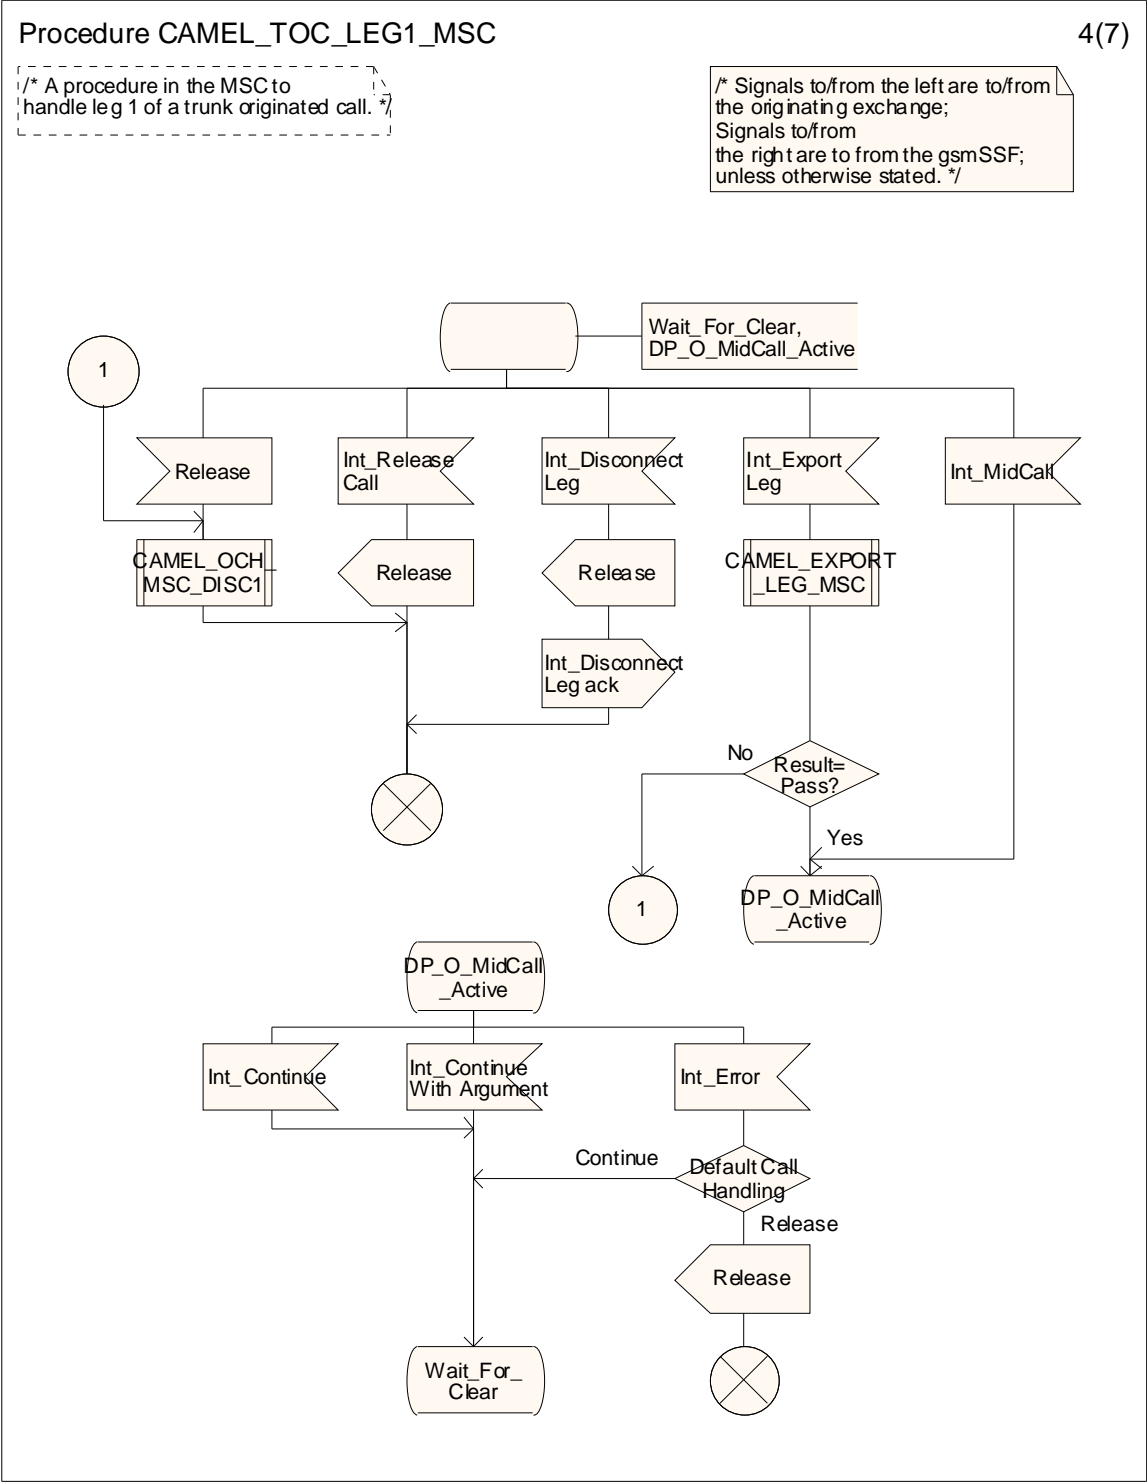 Procedure CAMEL_TOC_LEG1_MSC
4(7)
/* A procedure in the MSC to
handle leg 1 of a trunk originated call. */
/* Signals to/from the left are to/from
the originating exchange;
Signals to/from
the right are to from the gsmSSF;
unless otherwise stated. */
Wait_For_Clear,
DP_O_MidCall_Active
1
Release
Int_Release
Call
Int_Disconnect
Leg
Int_Export
Leg
Int_MidCall
CAMEL_OCH_
MSC_DISC1
Release
Release
CAMEL_EXPORT
_LEG_MSC
Int_Disconnect
Leg ack
No
Result=
Pass?
Yes
1
DP_O_MidCall
_Active
DP_O_MidCall
_Active
Int_Continue
Int_Continue
With Argument
Int_Error
Continue
Default Call
Handling
Release
Release
Wait_For_
Clear